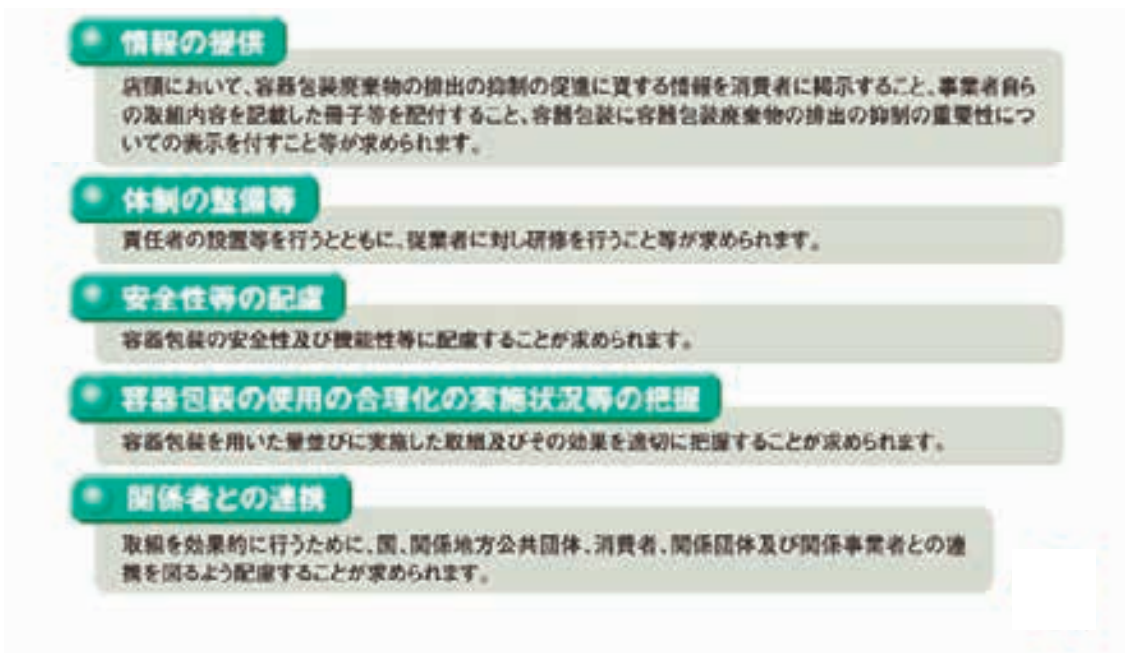 情報の提供
店頭において、容器包装廃棄物の排出の抑制の促進に資する情報を消費者に掲示すること、事業者自ら
の取組内容を記載した冊子等を配付すること、容器包装に容器包装廃棄物の排出の抑制の重要性につ
いての表示を付すこと等が求められます。
体制の整備等
責任者の設置等を行うとともに、従業者に対し研修を行うこと等が求められます。
安全性等の配慮
容器包装の安全性及び機能性等に配慮することが求められます。
容器包装の使用の合理化の実施状況等の把握
容器包装を用いた量並びに実施した取組及びその効果を適切に把握することが求められます。
関係者との連携
取組を効果的に行うために、国、関係地方公共団体、消費者、関係団体及び関係事業者との連
携を図るよう配慮することが求められます。